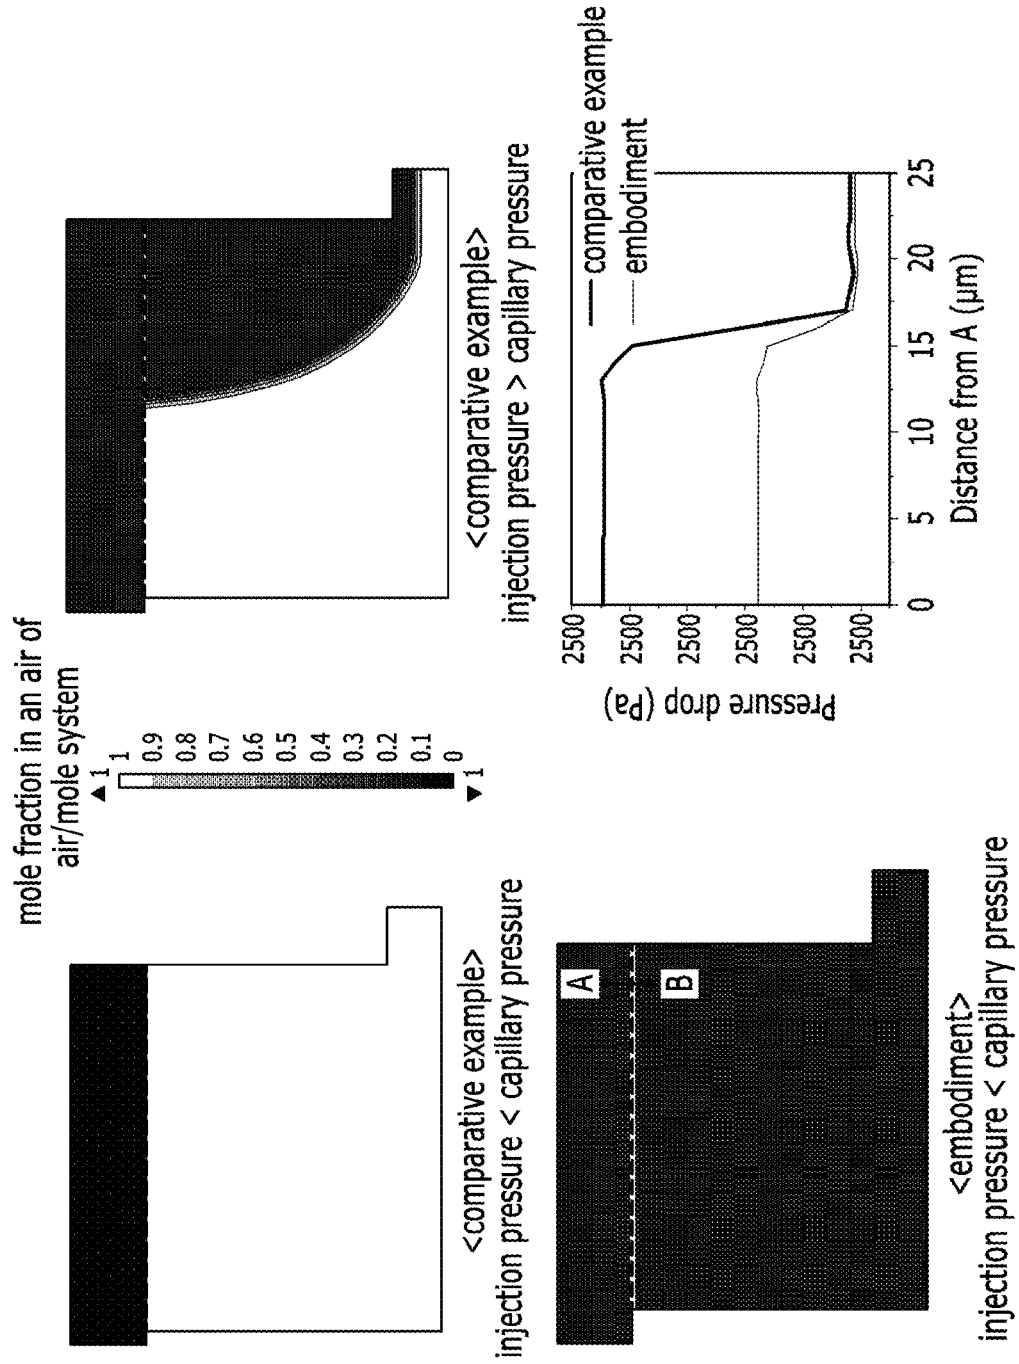 mole fraction in an air of
air/mole system
▲ 1
1
0.9
0.8
0.7
0.6
0.5
0.4
0.3
0.2
0.1
0
▼ 1
<comparative example>
injection pressure < capillary pressure
<comparative example>
injection pressure > capillary pressure
A
B
<embodiment>
injection pressure < capillary pressure
comparative example
embodiment
Pressure drop (Pa)
2500
2500
2500
2500
2500
2500
0 5 10 15 20 25
Distance from A (μm)